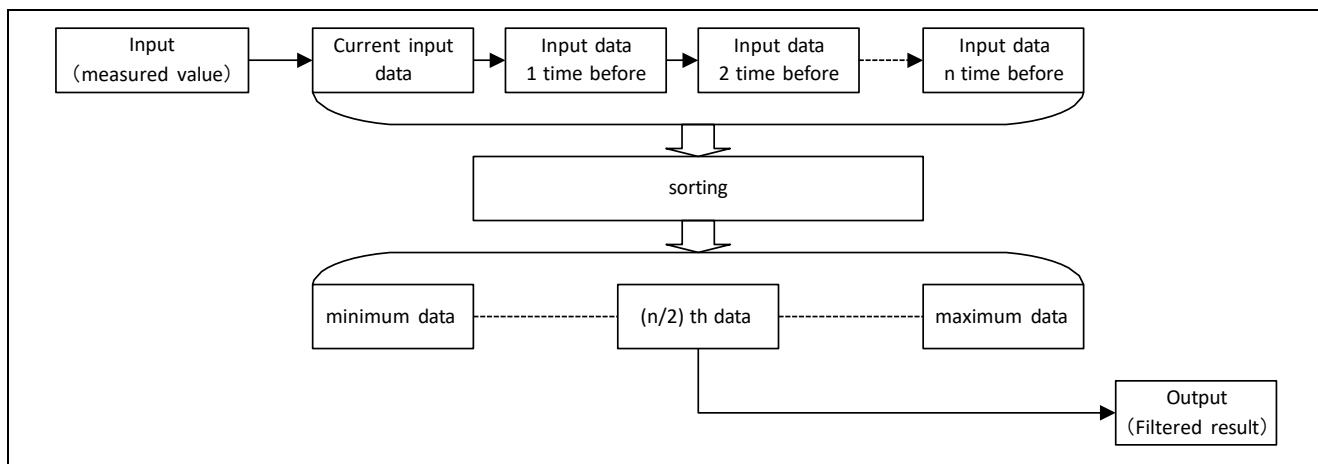 Input
（measured value）
Current input
data
Input data
1 time before
Input data
2 time before
Input data
n time before
sorting
minimum data
(n/2) th data
maximum data
Output
（Filtered result）